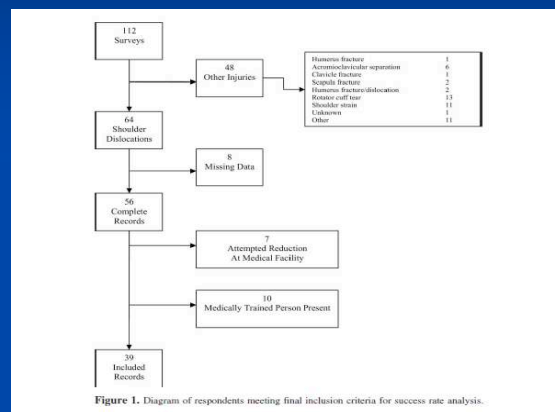 112
Surveys
48
Other Injuries
Humerus fracture 1
Acromioclavicular separation 6
Clavicle fracture 1
Scapula fracture 2
Humerus fracture/dislocation 2
Rotator cuff tear 13
Shoulder strain 11
Unknown 1
Other 11
64
Shoulder
Dislocations
8
Missing Data
56
Complete
Records
7
Attempted Reduction
At Medical Facility
10
Medically Trained Person Present
39
Included
Records
Figure 1. Diagram of respondents meeting final inclusion criteria for success rate analysis.